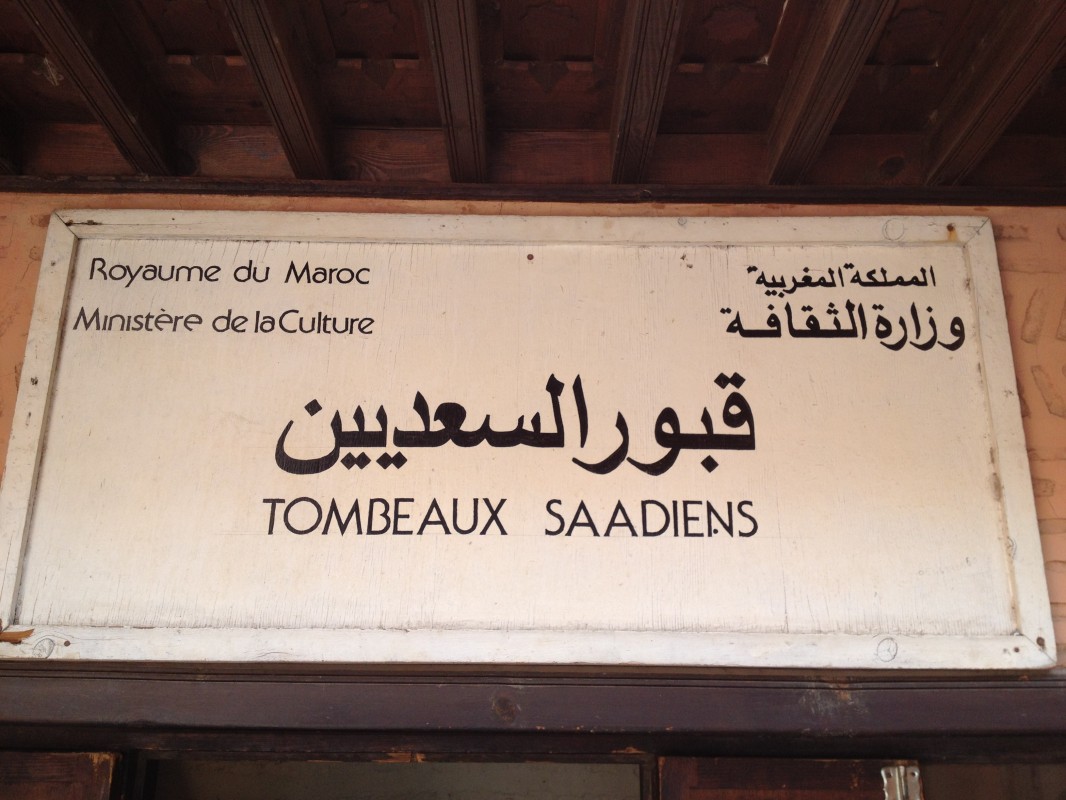 Royaume du Maroc
Ministère de la Culture
المملكة المغربية
وزارة الثقافة
قبور السعديين
TOMBEAUX SAADIENS